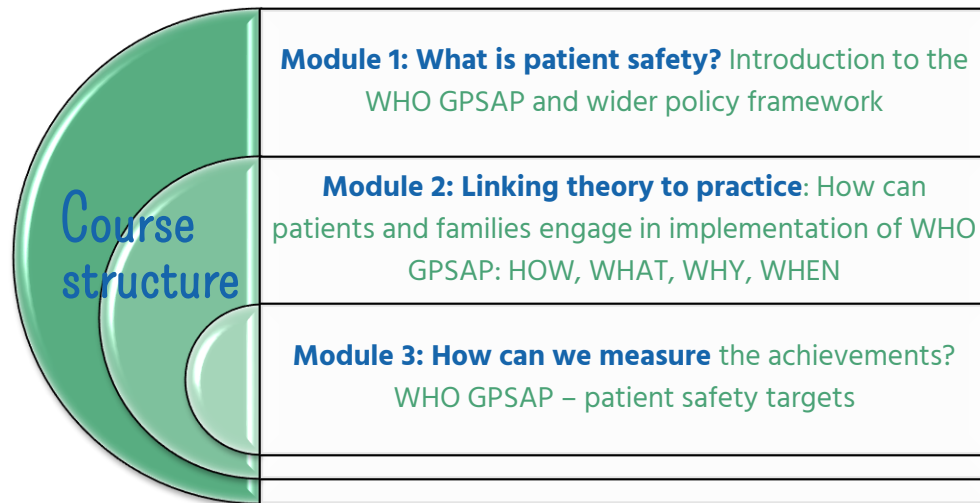 Course
structure
Module 1: What is patient safety? Introduction to the
WHO GPSAP and wider policy framework
Module 2: Linking theory to practice: How can
patients and families engage in implementation of WHO
GPSAP: HOW, WHAT, WHY, WHEN
Module 3: How can we measure the achievements?
WHO GPSAP – patient safety targets